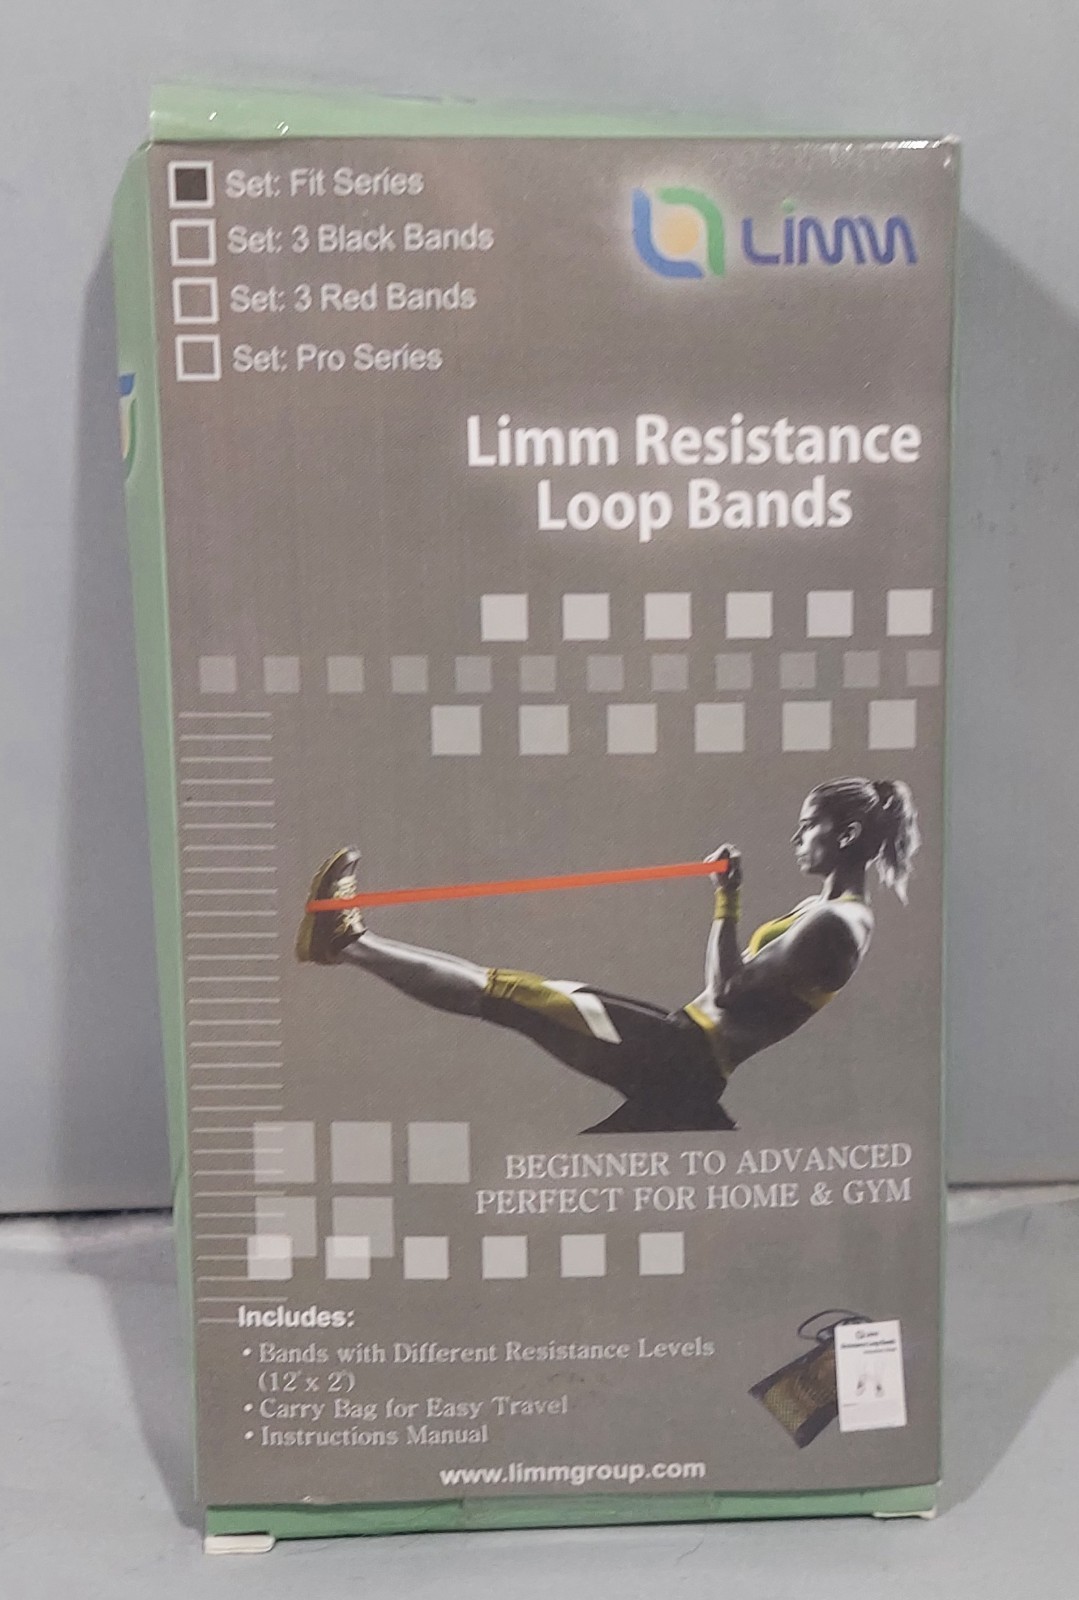 Set: Fit Series
Set: 3 Black Bands
Set: 3 Red Bands
Set: Pro Series
LiMM
Limm Resistance
Loop Bands
BEGINNER TO ADVANCED
PERFECT FOR HOME & GYM
Includes:
• Bands with Different Resistance Levels
(12" x 2")
• Carry Bag for Easy Travel
• Instructions Manual
www.limmgroup.com